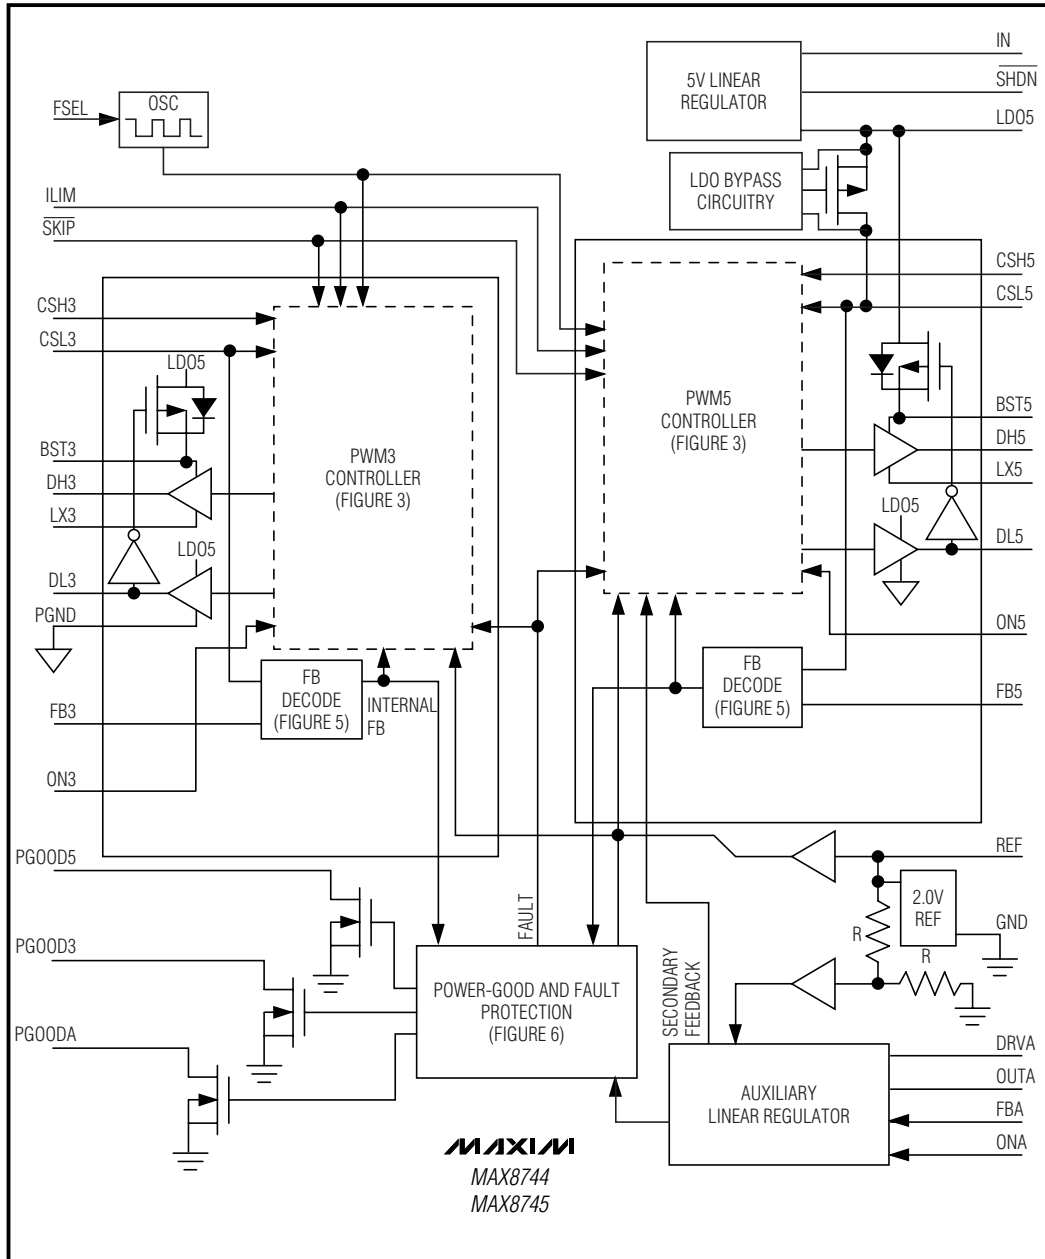 IN
5V LINEAR
REGULATOR
SHDN
LDO5
FSEL
OSC
LDO BYPASS
CIRCUITRY
ILIM
SKIP
CSH5
CSL5
CSH3
CSL3
LDO5
PWM5
CONTROLLER
(FIGURE 3)
BST5
DH5
LX5
BST3
DH3
LX3
PWM3
CONTROLLER
(FIGURE 3)
LDO5
DL5
LDO5
DL3
PGND
ON5
FB
DECODE
(FIGURE 5)
INTERNAL
FB
FB
DECODE
(FIGURE 5)
FB3
FB5
ON3
PGOOD5
REF
2.0V
REF
GND
R
R
FAULT
PGOOD3
POWER-GOOD AND FAULT
PROTECTION
(FIGURE 6)
SECONDARY
FEEDBACK
PGOODA
DRVA
OUTA
AUXILIARY
LINEAR REGULATOR
FBA
ONA
MAXIM
MAX8744
MAX8745